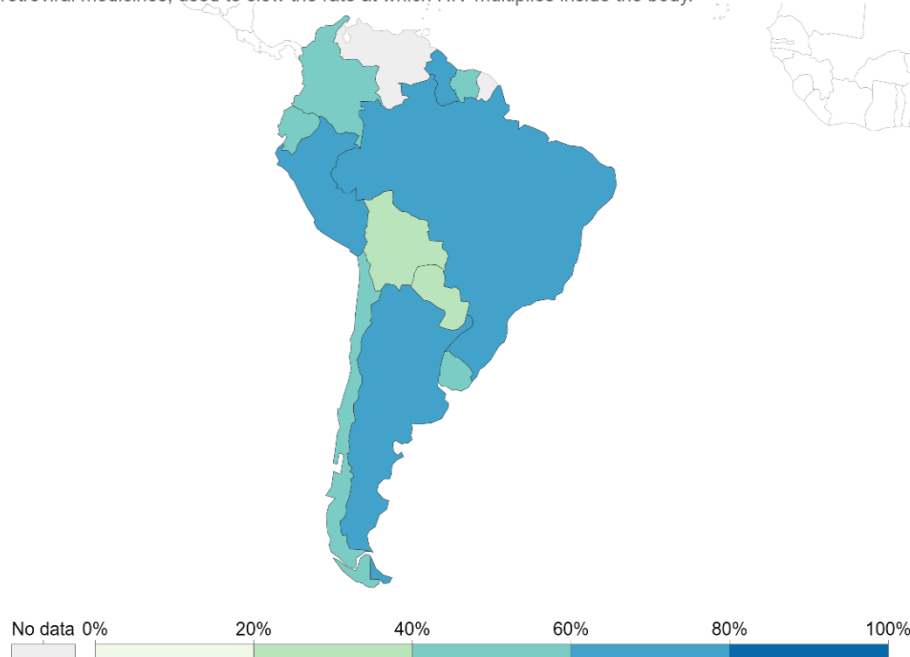 medicines, used to slow the rate at which HIV multiplies inside the body.
No data 0% 20% 40% 60% 80% 100%